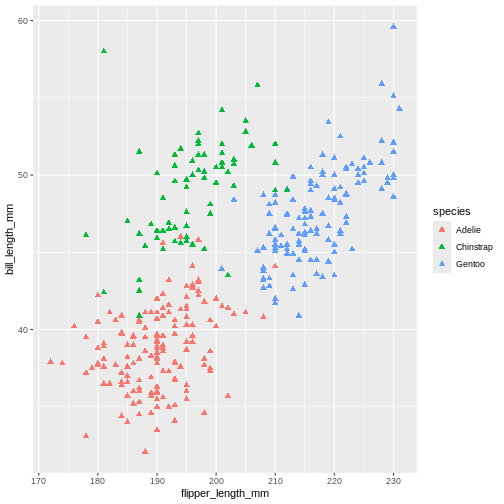 60
50
40
bill_length_mm
170
180
190
200
210
220
230
flipper_length_mm
species
Adelie
Chinstrap
Gentoo